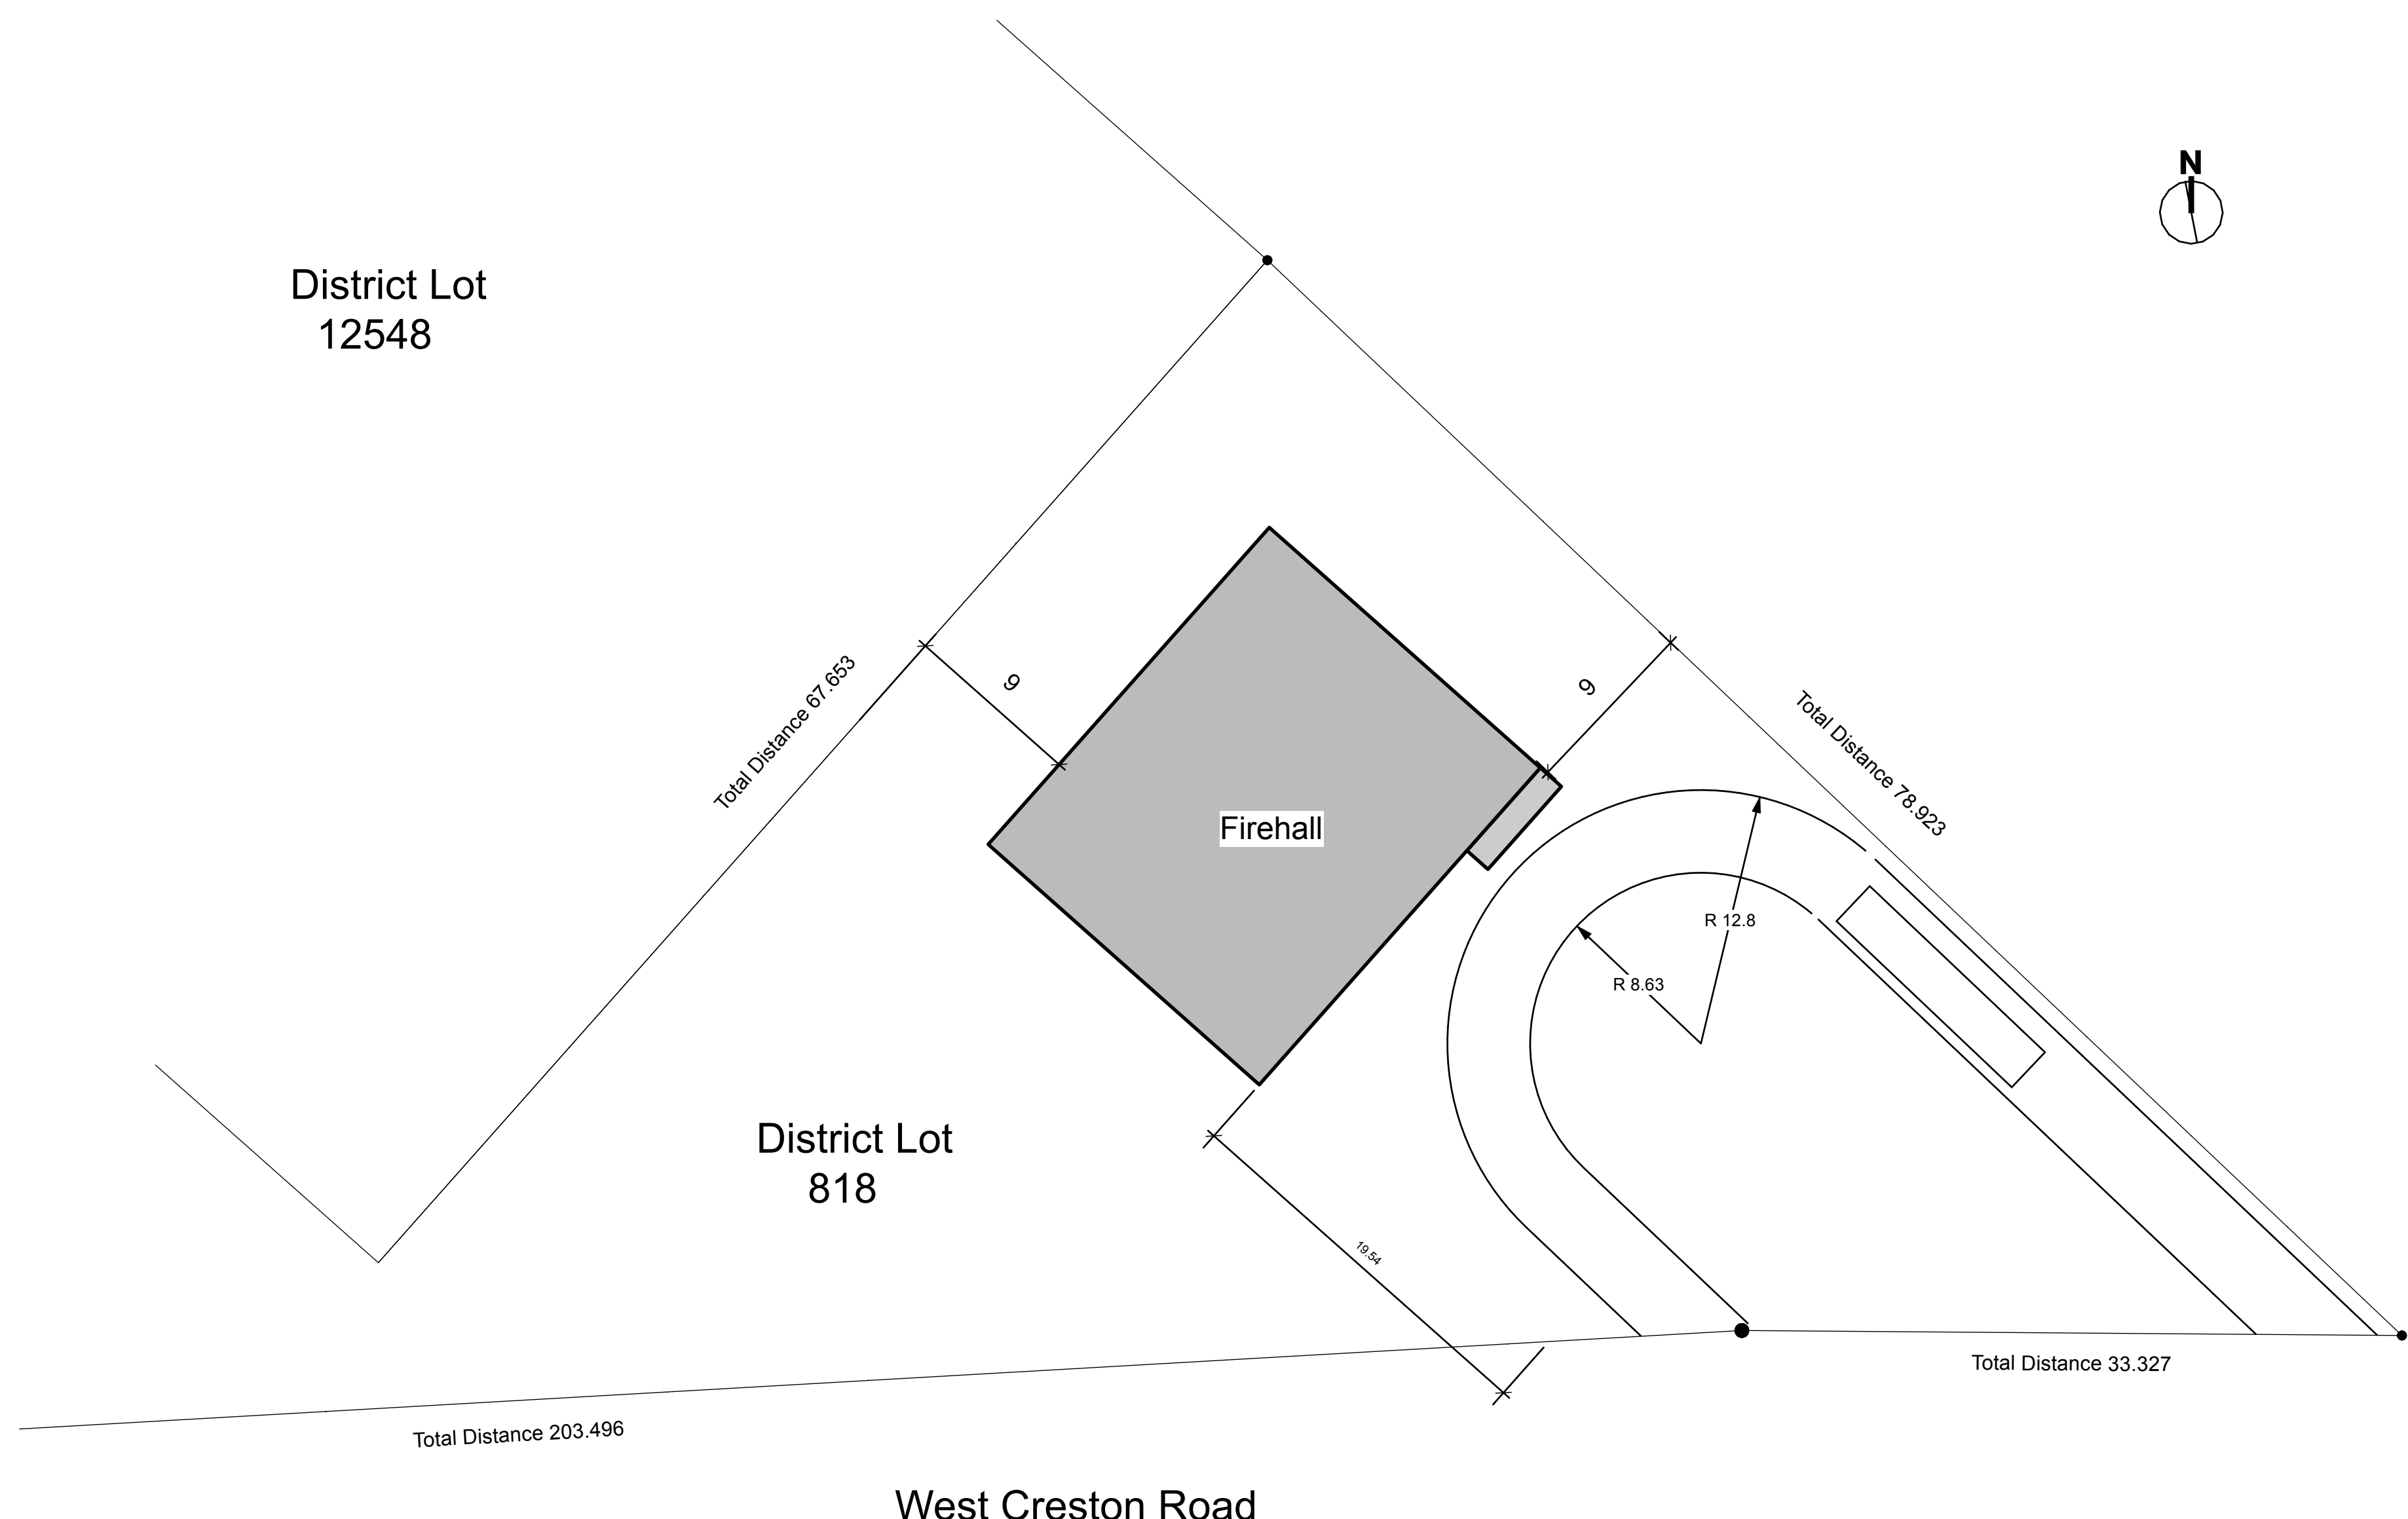 N
District Lot
12548
Total Distance 67.653
9
9
Total Distance 78.923
Firehall
R 12.8
R 8.63
District Lot
818
19.54
Total Distance 33.327
Total Distance 203.496
West Creston Road